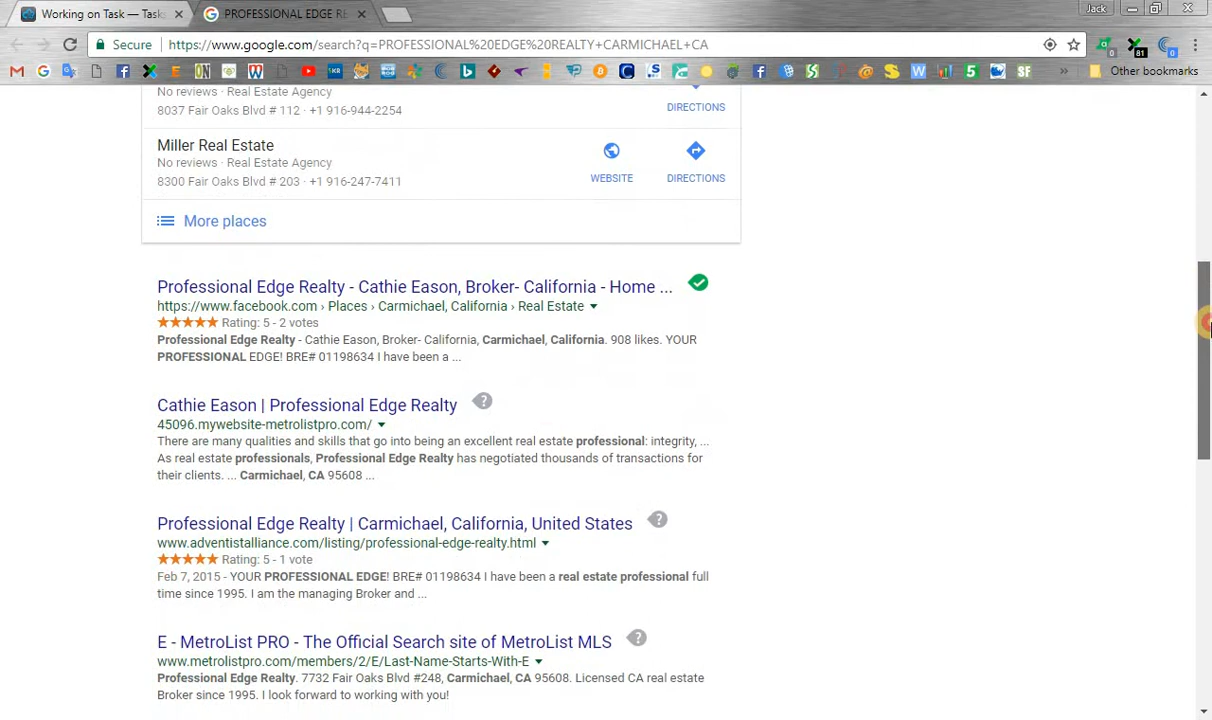 Working on Task — Task
PROFESSIONAL EDGE RE
Jack
Secure
https://www.google.com/search?q=PROFESSIONAL%20EDGE%20REALTY+CARMICHAEL+CA
Other bookmarks
No reviews · Real Estate Agency
8037 Fair Oaks Blvd # 112 · +1 916-944-2254
DIRECTIONS
Miller Real Estate
No reviews · Real Estate Agency
8300 Fair Oaks Blvd # 203 · +1 916-247-7411
WEBSITE
DIRECTIONS
More places
Professional Edge Realty - Cathie Eason, Broker- California - Home ...
https://www.facebook.com › Places › Carmichael, California › Real Estate
Rating: 5 - 2 votes
Professional Edge Realty - Cathie Eason, Broker- California, Carmichael, California. 908 likes. YOUR
PROFESSIONAL EDGE! BRE# 01198634 I have been a ...
Cathie Eason | Professional Edge Realty
45096.mywebsite-metrolistpro.com/
There are many qualities and skills that go into being an excellent real estate professional: integrity, ...
As real estate professionals, Professional Edge Realty has negotiated thousands of transactions for
their clients. ... Carmichael, CA 95608 ...
Professional Edge Realty | Carmichael, California, United States
www.adventistalliance.com/listing/professional-edge-realty.html
Rating: 5 - 1 vote
Feb 7, 2015 - YOUR PROFESSIONAL EDGE! BRE# 01198634 I have been a real estate professional full
time since 1995. I am the managing Broker and ...
E - MetroList PRO - The Official Search site of MetroList MLS
www.metrolistpro.com/members/2/E/Last-Name-Starts-With-E
Professional Edge Realty. 7732 Fair Oaks Blvd #248, Carmichael, CA 95608. Licensed CA real estate
Broker since 1995. I look forward to working with you!